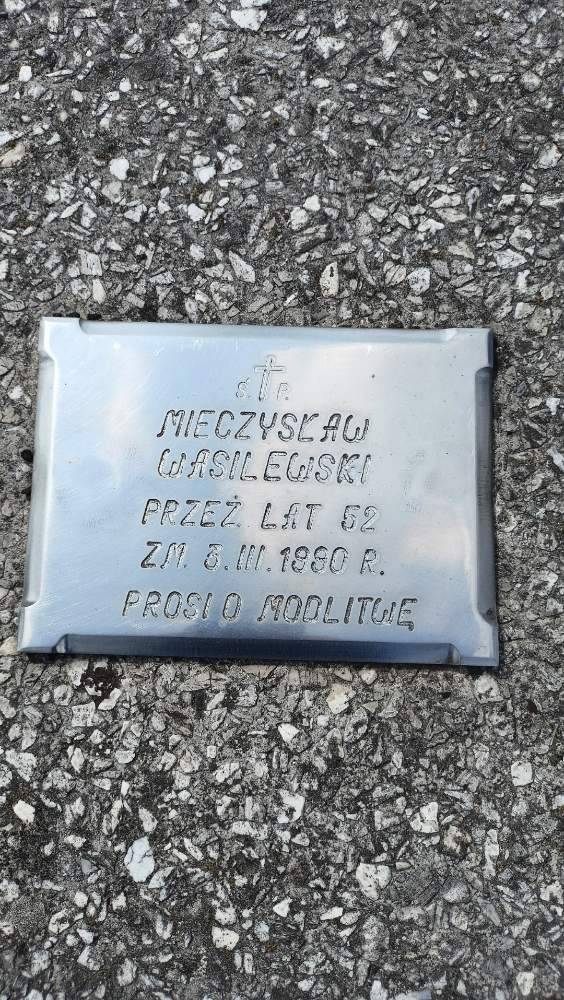 Ś. P.
MIECZYSŁAW
WASILEWSKI
PRZEŻ. LAT 52
ZM. 3.III.1990 R.
PROSI O MODLITWĘ